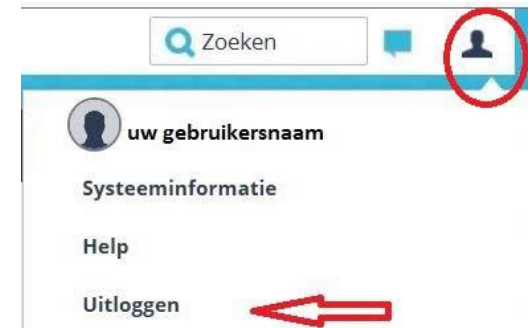 Zoeken
uw gebruikersnaam
Systeeminformatie
Help
Uitloggen